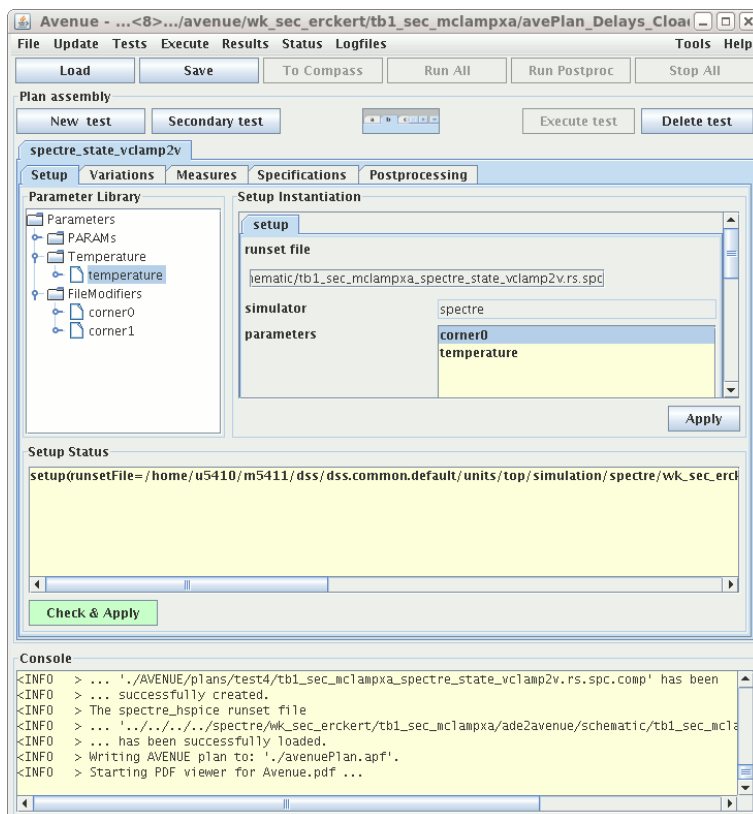 Avenue - ...<8>.../avenue/wk_sec_erckert/tb1_sec_mclampxa/avePlan_Delays_Cload
File Update Tests Execute Results Status Logfiles Tools Help
Load Save To Compass Run All Run Postproc Stop All
Plan assembly
New test Secondary test Execute test Delete test
spectre_state_vclamp2v
Setup Variations Measures Specifications Postprocessing
Parameter Library
Parameters
PARAMs
Temperature
temperature
FileModifiers
corner0
corner1
Setup Instantiation
setup
runset file
hematic/tb1_sec_mclampxa_spectre_state_vclamp2v.rs.spc
simulator spectre
parameters corner0
temperature
Apply
Setup Status
setup(runsetFile=/home/u5410/m5411/dss/dss.common.default/units/top/simulation/spectre/wk_sec_erck
Check & Apply
Console
<INFO > ... './AVENUE/plans/test4/tb1_sec_mclampxa_spectre_state_vclamp2v.rs.spc.comp' has been
<INFO > ... successfully created.
<INFO > The spectre_hspice runset file
<INFO > ... '../../../../spectre/wk_sec_erckert/tb1_sec_mclampxa/ade2avenue/schematic/tb1_sec_mcla
<INFO > ... has been successfully loaded.
<INFO > Writing AVENUE plan to: './avenuePlan.apf'.
<INFO > Starting PDF viewer for Avenue.pdf ...